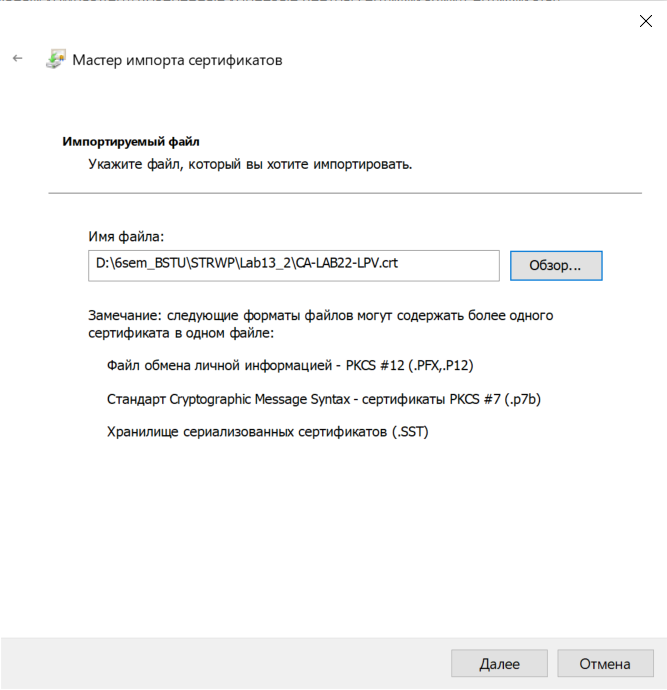 Мастер импорта сертификатов
Импортируемый файл
Укажите файл, который вы хотите импортировать.
Имя файла:
D:\6sem_BSTU\STRWP\Lab13_2\CA-LAB22-LPV.crt
Обзор...
Замечание: следующие форматы файлов могут содержать более одного
сертификата в одном файле:
Файл обмена личной информацией - PKCS #12 (.PFX,.P12)
Стандарт Cryptographic Message Syntax - сертификаты PKCS #7 (.p7b)
Хранилище сериализованных сертификатов (.SST)
Далее
Отмена